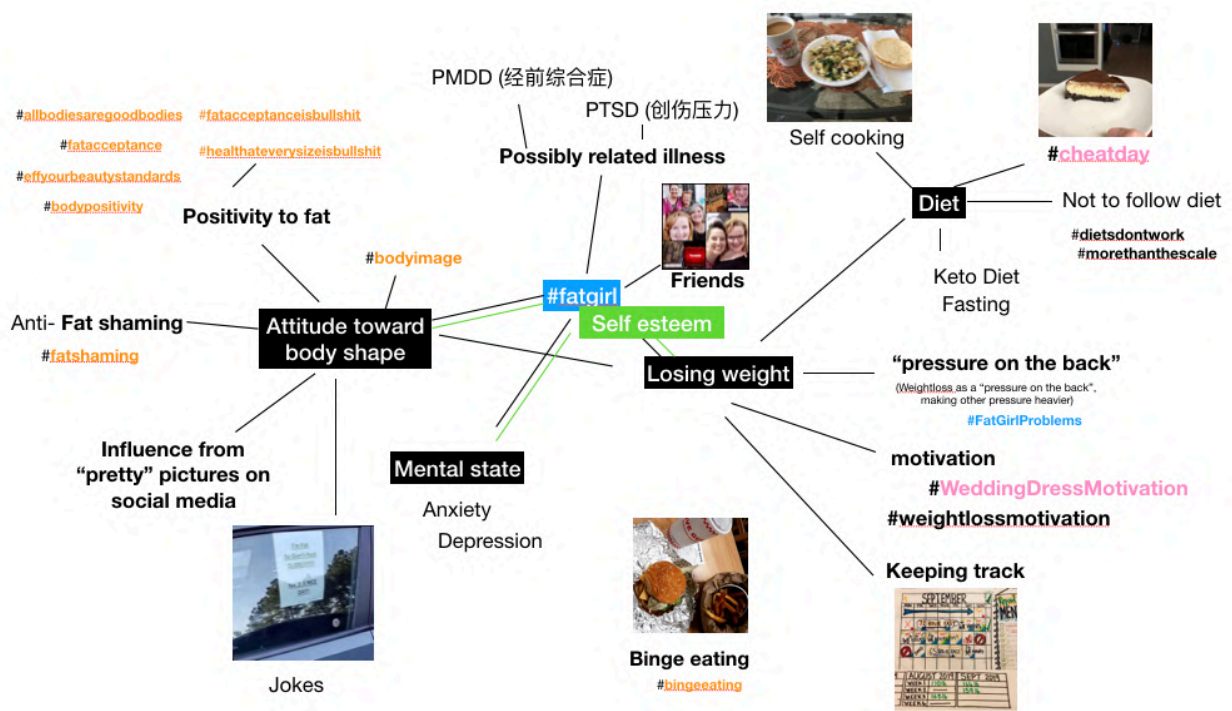 PMDD (经前综合症)
PTSD (创伤压力)
Possibly related illness
#allbodiesaregoodbodies
#fatacceptanceisbullshit
#fatacceptance
#healthateverysizeisbullshit
#effyourbeautystandards
#bodypositivity
Positivity to fat
#bodyimage
Anti- Fat shaming
#fatshaming
Attitude toward
body shape
Influence from
“pretty” pictures on
social media
Jokes
#fatgirl
Self esteem
Friends
Mental state
Anxiety
Depression
Self cooking
#cheatday
Diet
Not to follow diet
#dietsdontwork
#morethanthescale
Keto Diet
Fasting
Losing weight
“pressure on the back”
(Weightloss as a “pressure on the back”,
making other pressure heavier)
#FatGirlProblems
motivation
#WeddingDressMotivation
#weightlossmotivation
Keeping track
SEPTEMBER
AUGUST 2019 SEPT 2019
Binge eating
#bingeeating